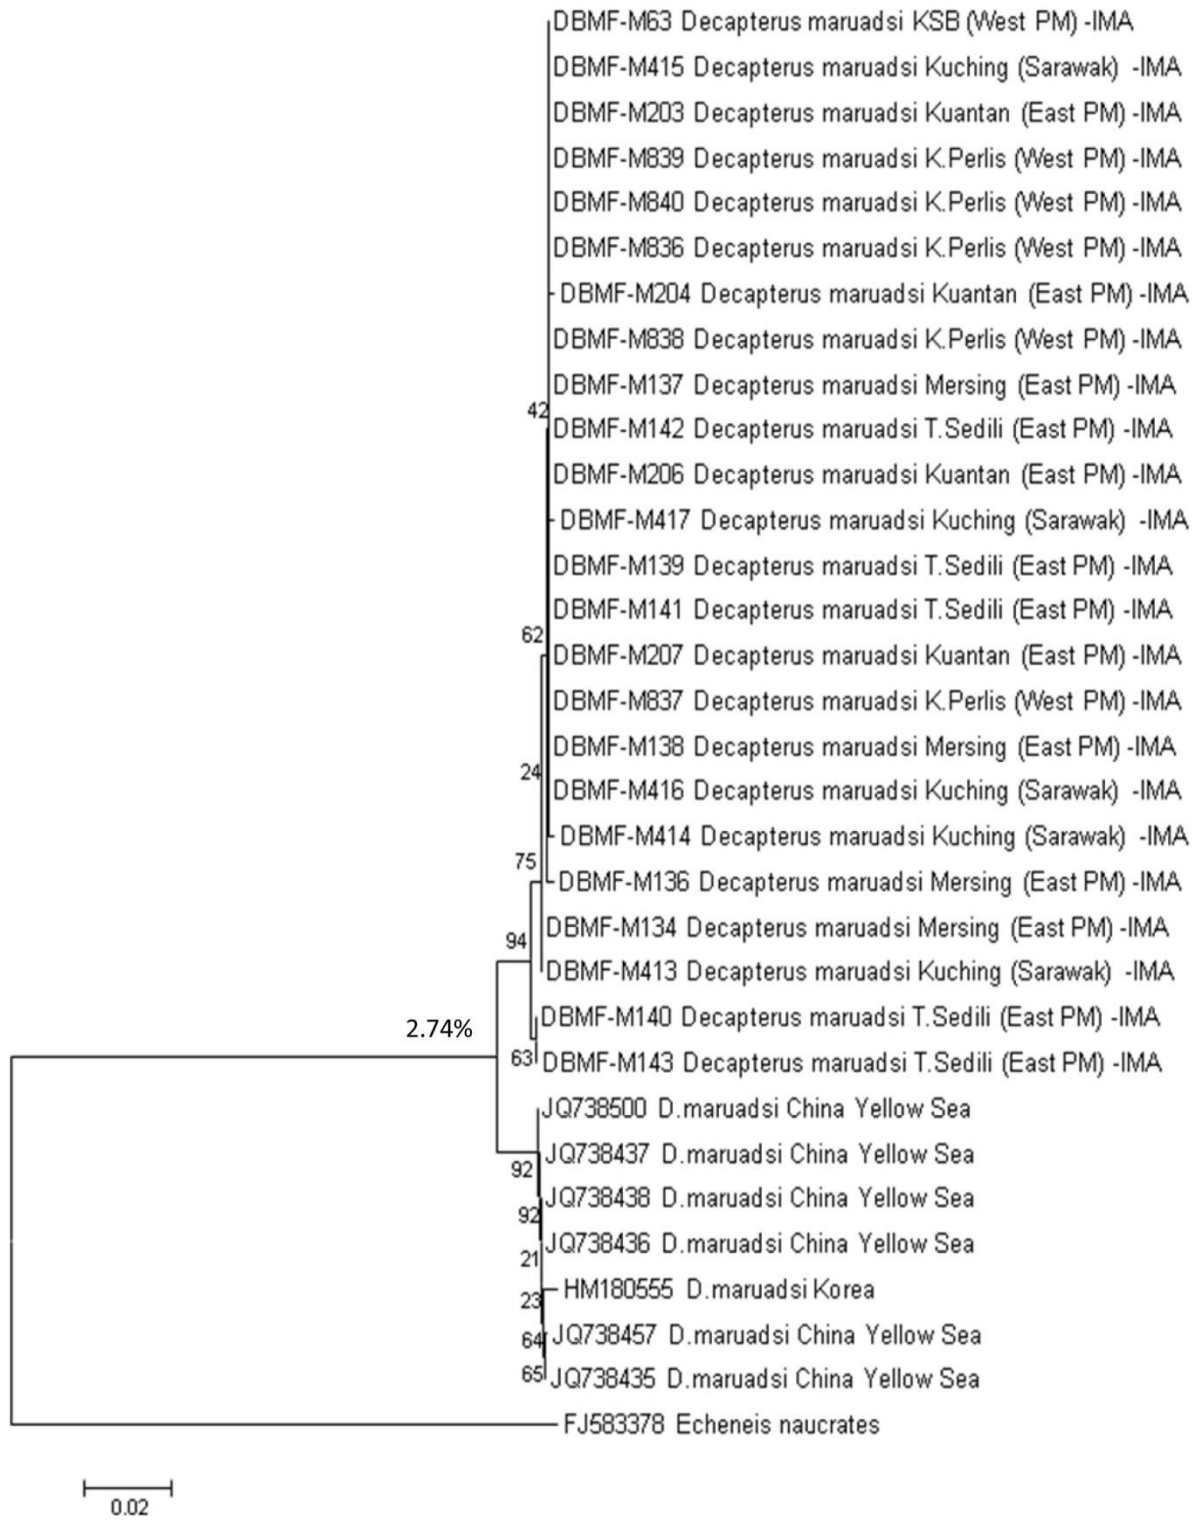 DBMF-M63 Decapterus maruadsi KSB (West PM) -IMA
DBMF-M415 Decapterus maruadsi Kuching (Sarawak) -IMA
DBMF-M203 Decapterus maruadsi Kuantan (East PM) -IMA
DBMF-M839 Decapterus maruadsi K.Perlis (West PM) -IMA
DBMF-M840 Decapterus maruadsi K.Perlis (West PM) -IMA
DBMF-M836 Decapterus maruadsi K.Perlis (West PM) -IMA
DBMF-M204 Decapterus maruadsi Kuantan (East PM) -IMA
DBMF-M838 Decapterus maruadsi K.Perlis (West PM) -IMA
DBMF-M137 Decapterus maruadsi Mersing (East PM) -IMA
42
DBMF-M142 Decapterus maruadsi T.Sedili (East PM) -IMA
DBMF-M206 Decapterus maruadsi Kuantan (East PM) -IMA
DBMF-M417 Decapterus maruadsi Kuching (Sarawak) -IMA
DBMF-M139 Decapterus maruadsi T.Sedili (East PM) -IMA
DBMF-M141 Decapterus maruadsi T.Sedili (East PM) -IMA
62
DBMF-M207 Decapterus maruadsi Kuantan (East PM) -IMA
DBMF-M837 Decapterus maruadsi K.Perlis (West PM) -IMA
DBMF-M138 Decapterus maruadsi Mersing (East PM) -IMA
24
DBMF-M416 Decapterus maruadsi Kuching (Sarawak) -IMA
DBMF-M414 Decapterus maruadsi Kuching (Sarawak) -IMA
75
DBMF-M136 Decapterus maruadsi Mersing (East PM) -IMA
DBMF-M134 Decapterus maruadsi Mersing (East PM) -IMA
94
DBMF-M413 Decapterus maruadsi Kuching (Sarawak) -IMA
DBMF-M140 Decapterus maruadsi T.Sedili (East PM) -IMA
2.74%
63
DBMF-M143 Decapterus maruadsi T.Sedili (East PM) -IMA
JQ738500 D.maruadsi China Yellow Sea
JQ738437 D.maruadsi China Yellow Sea
92
JQ738438 D.maruadsi China Yellow Sea
92
JQ738436 D.maruadsi China Yellow Sea
21
HM180555 D.maruadsi Korea
23
JQ738457 D.maruadsi China Yellow Sea
64
JQ738435 D.maruadsi China Yellow Sea
65
FJ583378 Echeneis naucrates
0.02